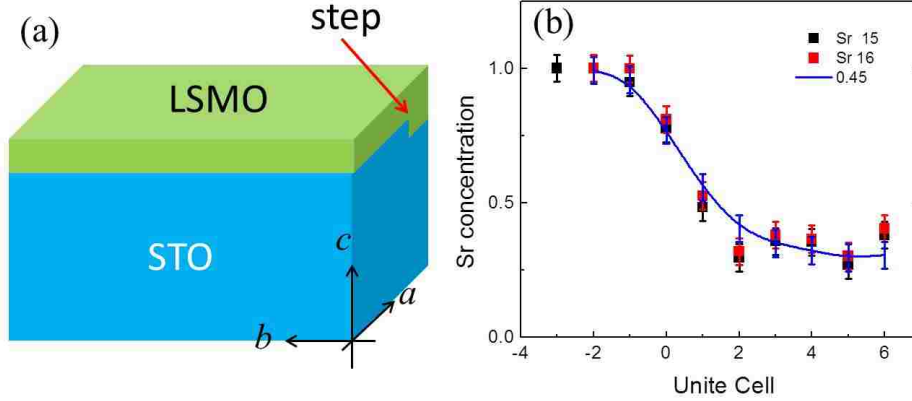 (a)
step
LSMO
STO
c
a
b
(b)
Sr 15
Sr 16
0.45
Sr concentration
1.0
0.5
0.0
-4 -2 0 2 4 6
Unite Cell